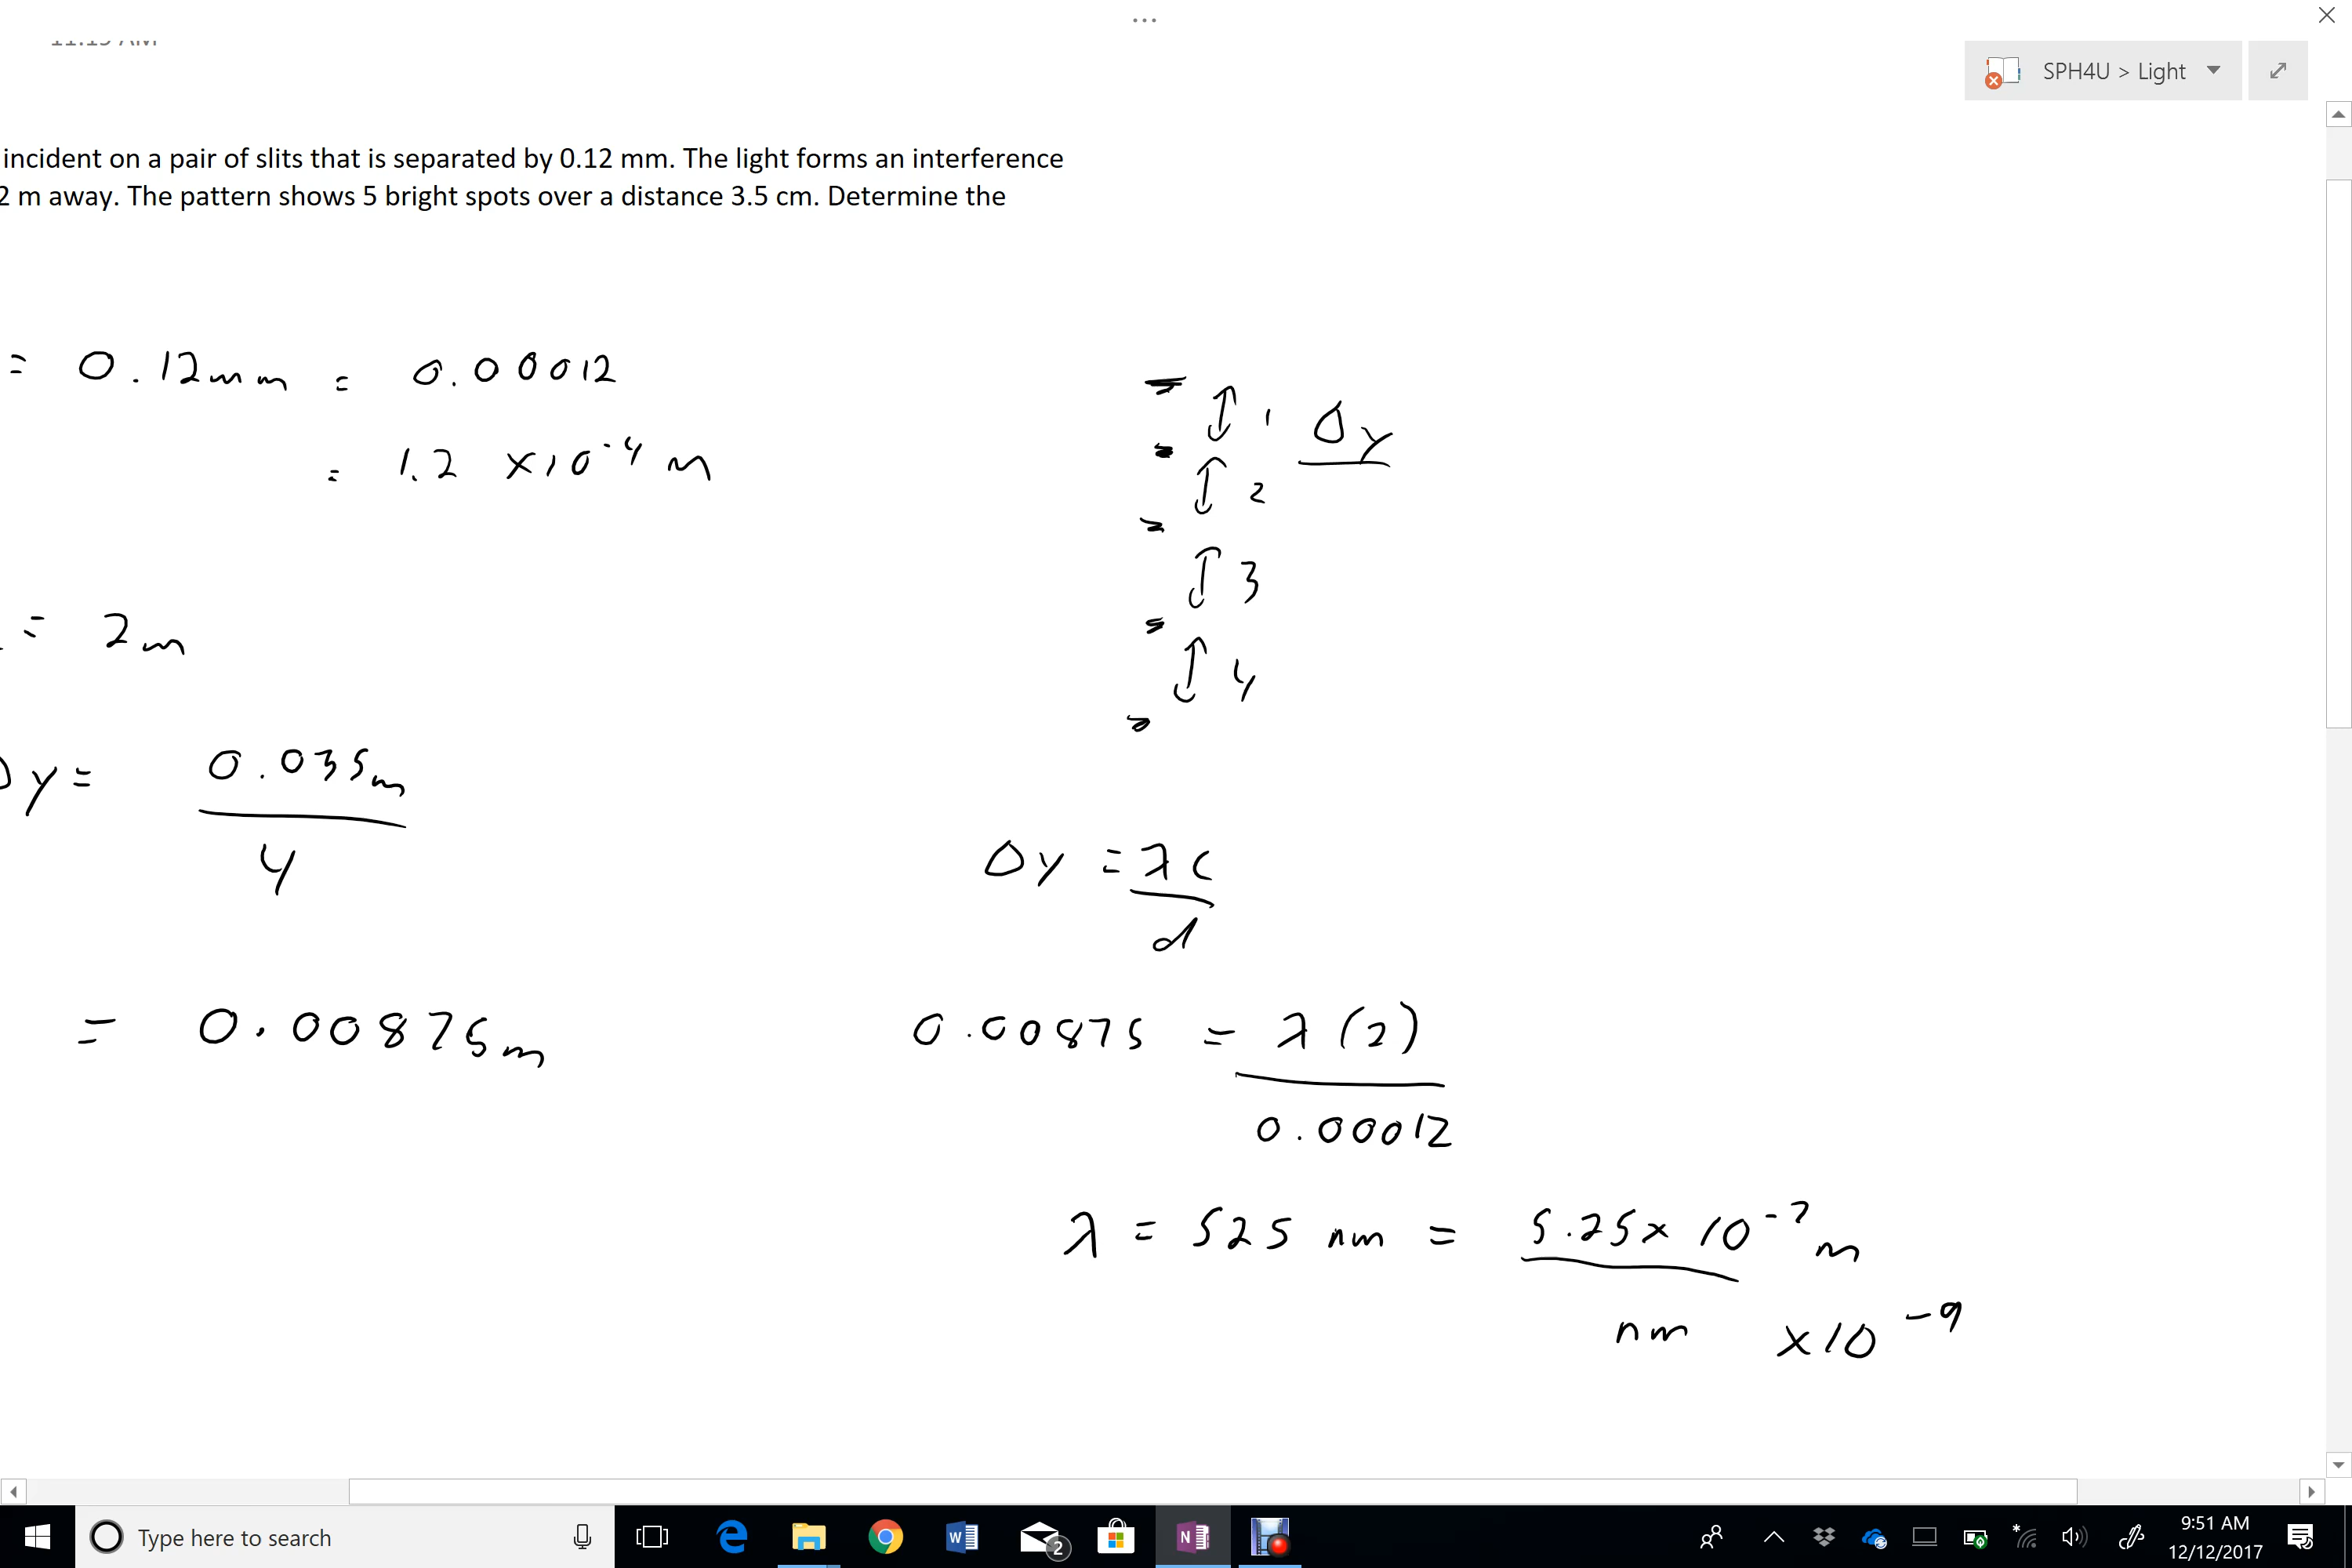 SPH4U > Light
incident on a pair of slits that is separated by 0.12 mm. The light forms an interference
2 m away. The pattern shows 5 bright spots over a distance 3.5 cm. Determine the
= 0.12mm = 0.00012
= 1.2 ×10⁻⁴ m
1 Δy
2
3
4
= 2m
Δy = 0.035m
4
= 0.00875m
Δy = λL
d
0.00875 = λ(2)
0.00012
λ = 525 nm = 5.25 × 10⁻⁷ m
nm ×10⁻⁹
Type here to search
2
9:51 AM
12/12/2017